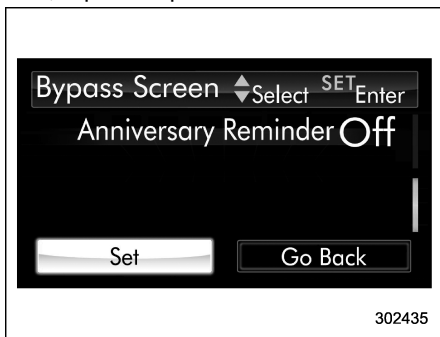 Bypass Screen Select SET Enter
Anniversary Reminder Off
Set Go Back
302435